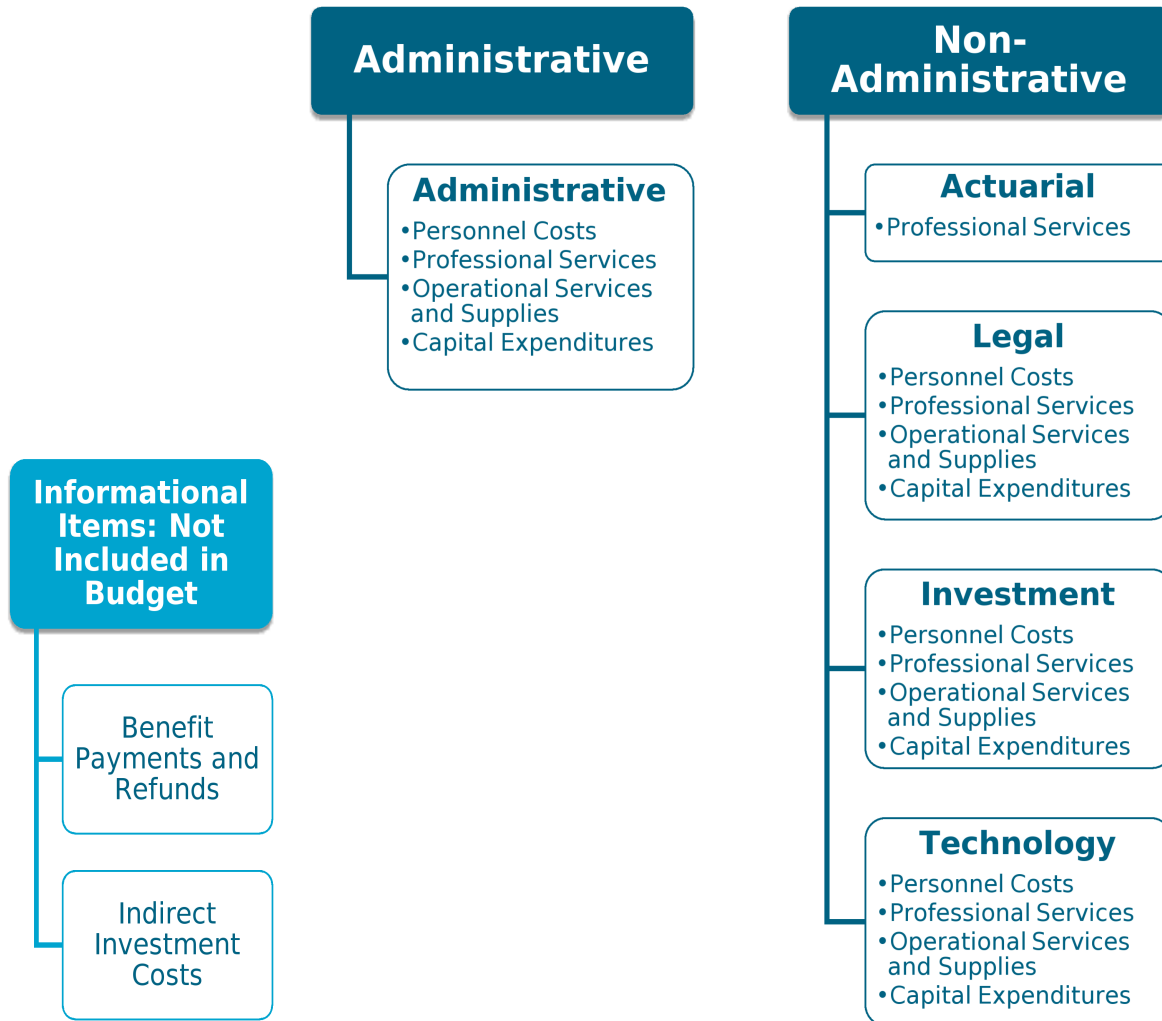 Administrative
Administrative
•Personnel Costs
•Professional Services
•Operational Services
and Supplies
•Capital Expenditures
Non-
Administrative
Actuarial
•Professional Services
Legal
•Personnel Costs
•Professional Services
•Operational Services
and Supplies
•Capital Expenditures
Investment
•Personnel Costs
•Professional Services
•Operational Services
and Supplies
•Capital Expenditures
Technology
•Personnel Costs
•Professional Services
•Operational Services
and Supplies
•Capital Expenditures
Informational
Items: Not
Included in
Budget
Benefit
Payments and
Refunds
Indirect
Investment
Costs